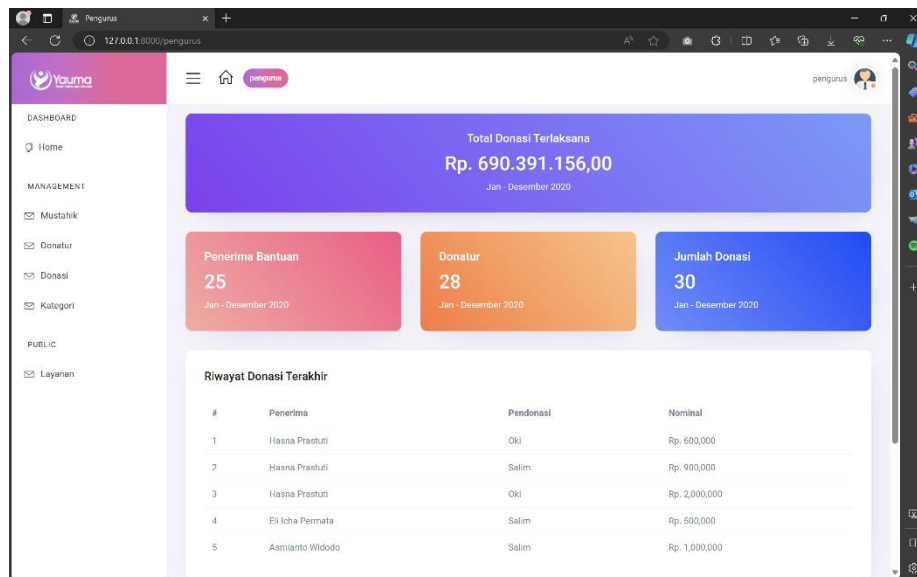 Pengurus
127.0.0.1:8000/pengurus
Yauma
pengurus
pengurus
DASHBOARD
Home
MANAGEMENT
Mustahik
Donatur
Donasi
Kategori
PUBLIC
Layanan
Total Donasi Terlaksana
Rp. 690.391.156,00
Jan - Desember 2020
Penerima Bantuan
25
Jan - Desember 2020
Donatur
28
Jan - Desember 2020
Jumlah Donasi
30
Jan - Desember 2020
Riwayat Donasi Terakhir
# Penerima Pendonasi Nominal
1 Hasna Prastuti Oki Rp. 600,000
2 Hasna Prastuti Salim Rp. 900,000
3 Hasna Prastuti Oki Rp. 2,000,000
4 Eli Icha Permata Salim Rp. 500,000
5 Asmianto Widodo Salim Rp. 1,000,000